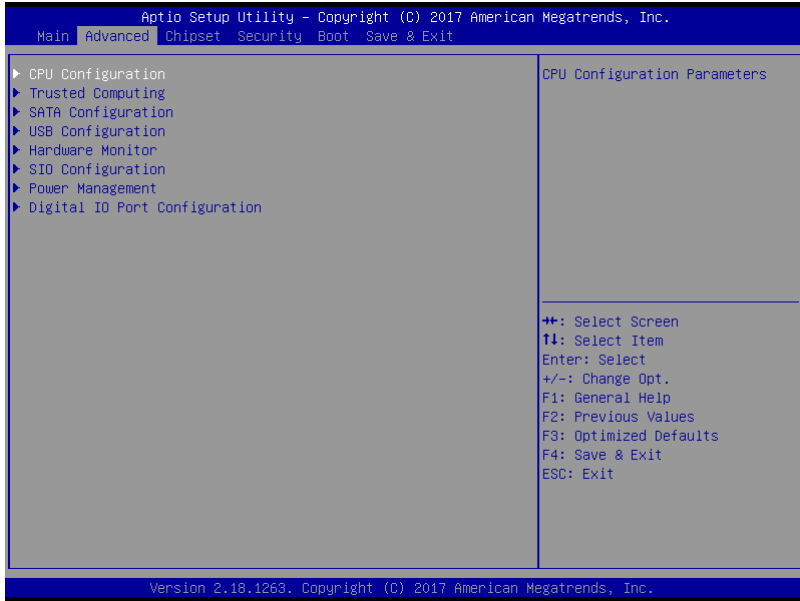 Aptio Setup Utility – Copyright (C) 2017 American Megatrends, Inc.
Main Advanced Chipset Security Boot Save & Exit
CPU Configuration
Trusted Computing
SATA Configuration
USB Configuration
Hardware Monitor
SIO Configuration
Power Management
Digital IO Port Configuration
CPU Configuration Parameters
→←: Select Screen
↑↓: Select Item
Enter: Select
+/-: Change Opt.
F1: General Help
F2: Previous Values
F3: Optimized Defaults
F4: Save & Exit
ESC: Exit
Version 2.18.1263. Copyright (C) 2017 American Megatrends, Inc.